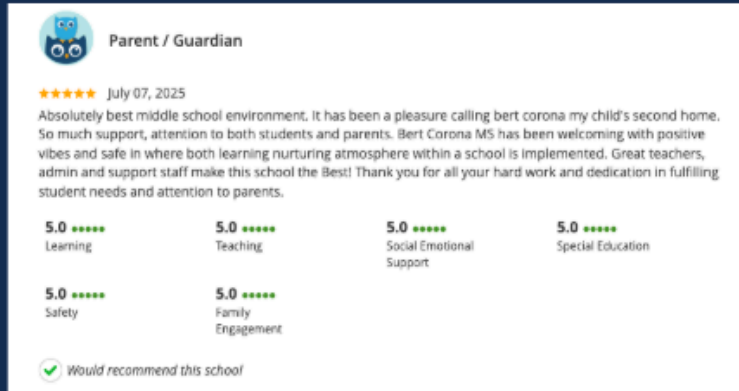 Parent / Guardian
July 07, 2025
Absolutely best middle school environment. It has been a pleasure calling bert corona my child's second home.
So much support, attention to both students and parents. Bert Corona MS has been welcoming with positive
vibes and safe in where both learning nurturing atmosphere within a school is implemented. Great teachers,
admin and support staff make this school the Best! Thank you for all your hard work and dedication in fulfilling
student needs and attention to parents.
5.0 5.0 5.0 5.0
Learning Teaching Social Emotional Special Education
Support
5.0 5.0
Safety Family
Engagement
Would recommend this school